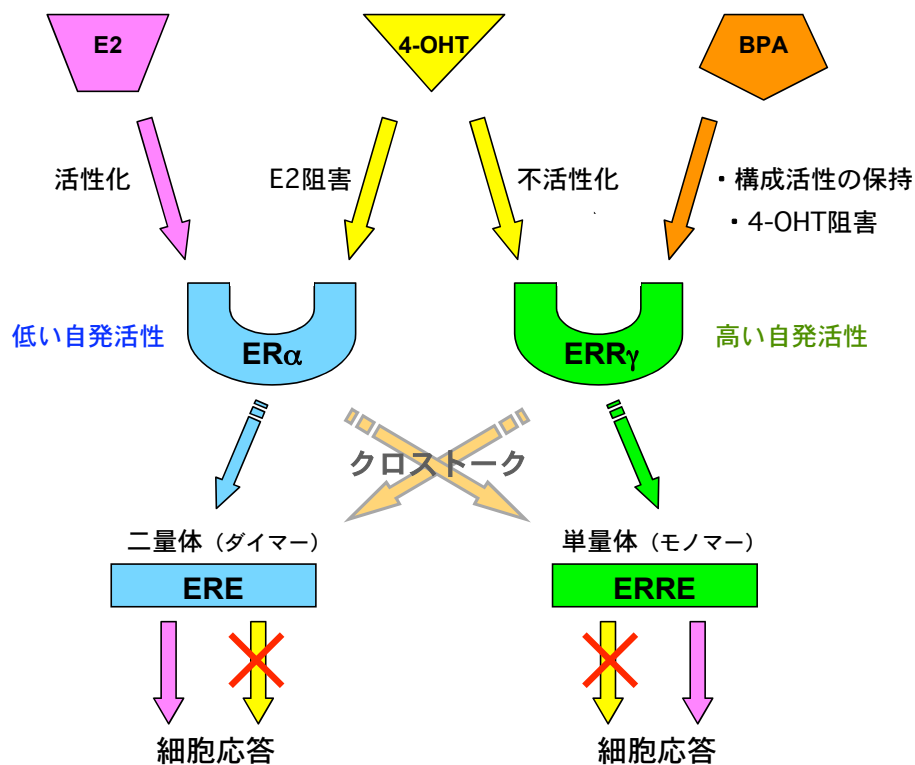 E2
4-OHT
BPA
活性化
E2阻害
不活性化
・構成活性の保持
・4-OHT阻害
低い自発活性
ERα
ERRγ
高い自発活性
クロストーク
二量体（ダイマー）
単量体（モノマー）
ERE
ERRE
細胞応答
細胞応答